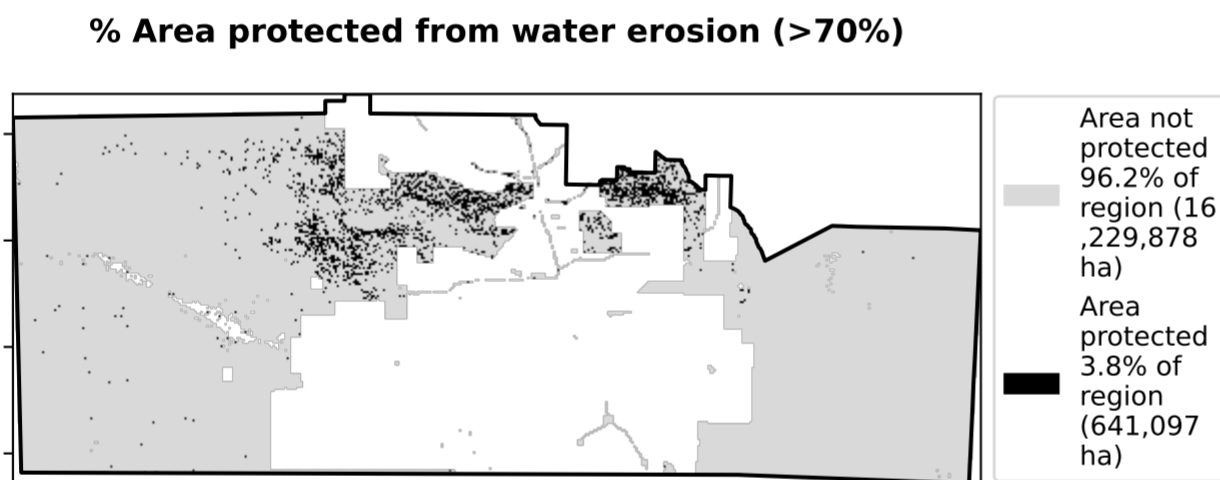 % Area protected from water erosion (>70%)
Area not
protected
96.2% of
region (16
,229,878
ha)
Area
protected
3.8% of
region
(641,097
ha)